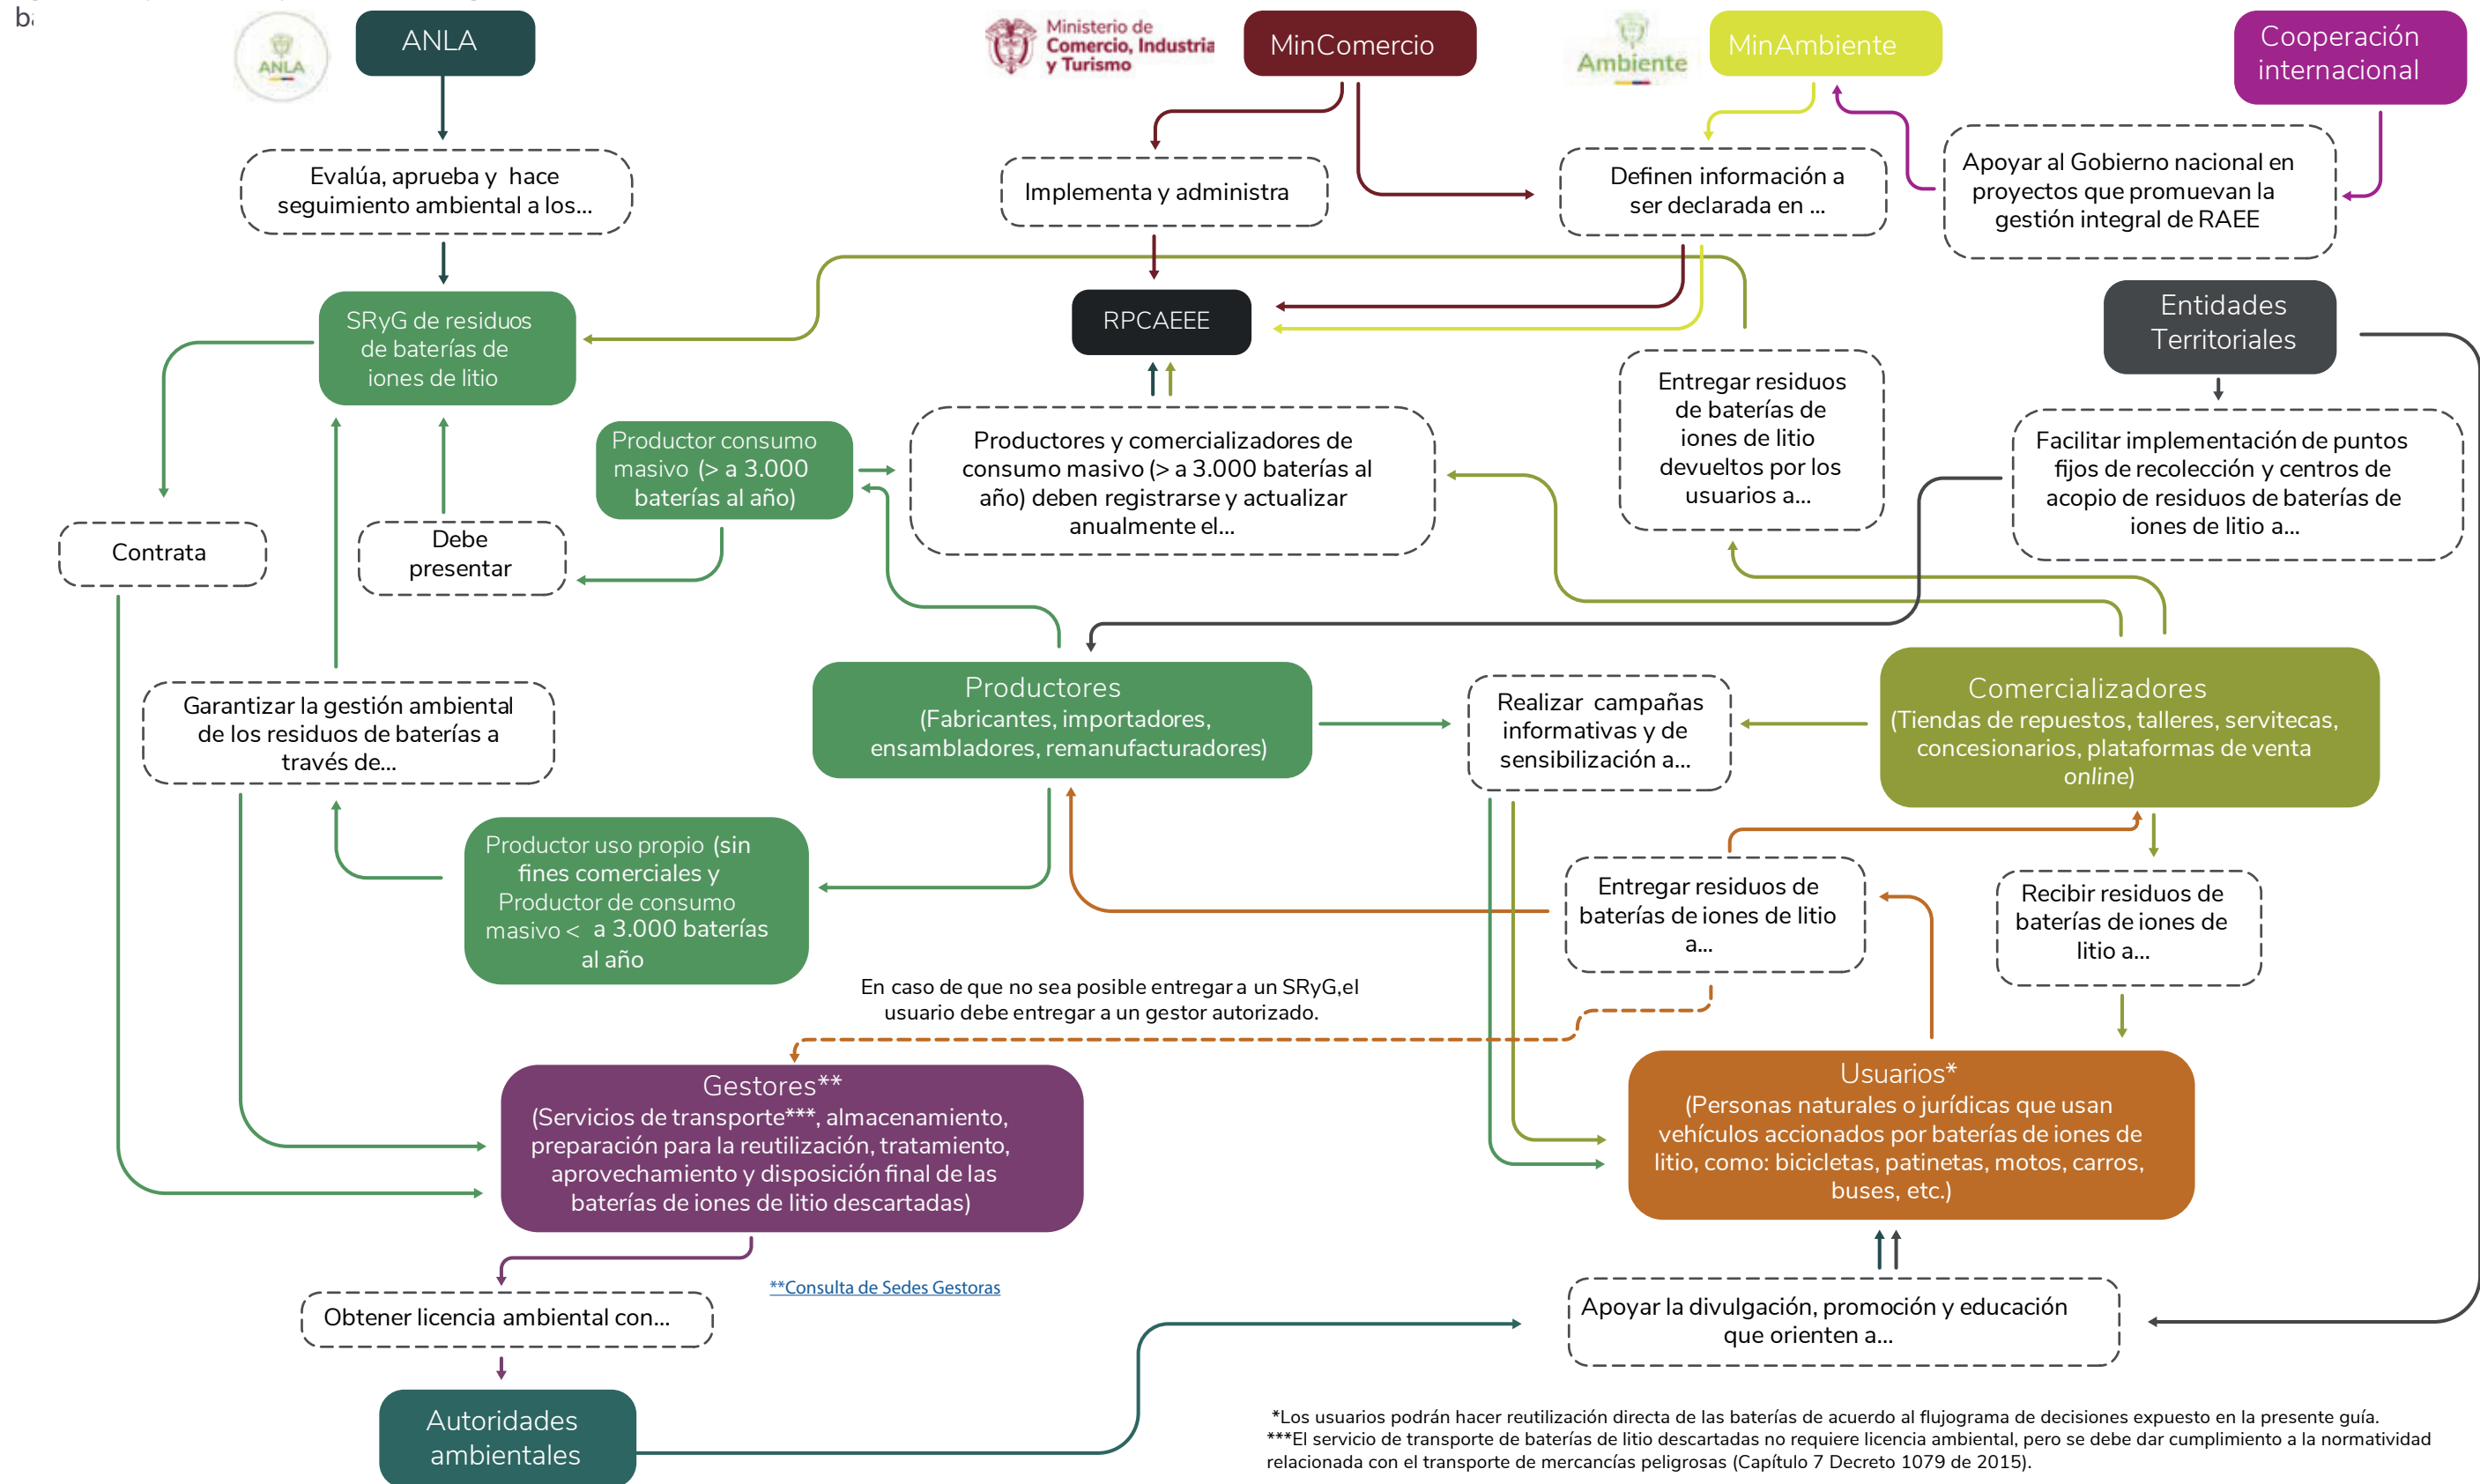 ANLA
ANLA
Ministerio de
Comercio, Industria
y Turismo
MinComercio
Ambiente
MinAmbiente
Cooperación
internacional
Evalúa, aprueba y hace
seguimiento ambiental a los...
Implementa y administra
Definen información a
ser declarada en ...
Apoyar al Gobierno nacional en
proyectos que promuevan la
gestión integral de RAEE
SRyG de residuos
de baterías de
iones de litio
RPCAEEE
Entidades
Territoriales
Productor consumo
masivo (> a 3.000
baterías al año)
Productores y comercializadores de
consumo masivo (> a 3.000 baterías al
año) deben registrarse y actualizar
anualmente el...
Entregar residuos
de baterías de
iones de litio
devueltos por los
usuarios a...
Facilitar implementación de puntos
fijos de recolección y centros de
acopio de residuos de baterías de
iones de litio a...
Contrata
Debe
presentar
Garantizar la gestión ambiental
de los residuos de baterías a
través de...
Productores
(Fabricantes, importadores,
ensambladores, remanufacturadores)
Realizar campañas
informativas y de
sensibilización a...
Comercializadores
(Tiendas de repuestos, talleres, servitecas,
concesionarios, plataformas de venta
online)
Productor uso propio (sin
fines comerciales y
Productor de consumo
masivo < a 3.000 baterías
al año
Entregar residuos de
baterías de iones de litio
a...
Recibir residuos de
baterías de iones de
litio a...
En caso de que no sea posible entregar a un SRyG,el
usuario debe entregar a un gestor autorizado.
Gestores**
(Servicios de transporte***, almacenamiento,
preparación para la reutilización, tratamiento,
aprovechamiento y disposición final de las
baterías de iones de litio descartadas)
Usuarios*
(Personas naturales o jurídicas que usan
vehículos accionados por baterías de iones de
litio, como: bicicletas, patinetas, motos, carros,
buses, etc.)
**Consulta de Sedes Gestoras
Obtener licencia ambiental con...
Apoyar la divulgación, promoción y educación
que orienten a...
Autoridades
ambientales
*Los usuarios podrán hacer reutilización directa de las baterías de acuerdo al flujograma de decisiones expuesto en la presente guía.
***El servicio de transporte de baterías de litio descartadas no requiere licencia ambiental, pero se debe dar cumplimiento a la normatividad
relacionada con el transporte de mercancías peligrosas (Capítulo 7 Decreto 1079 de 2015).